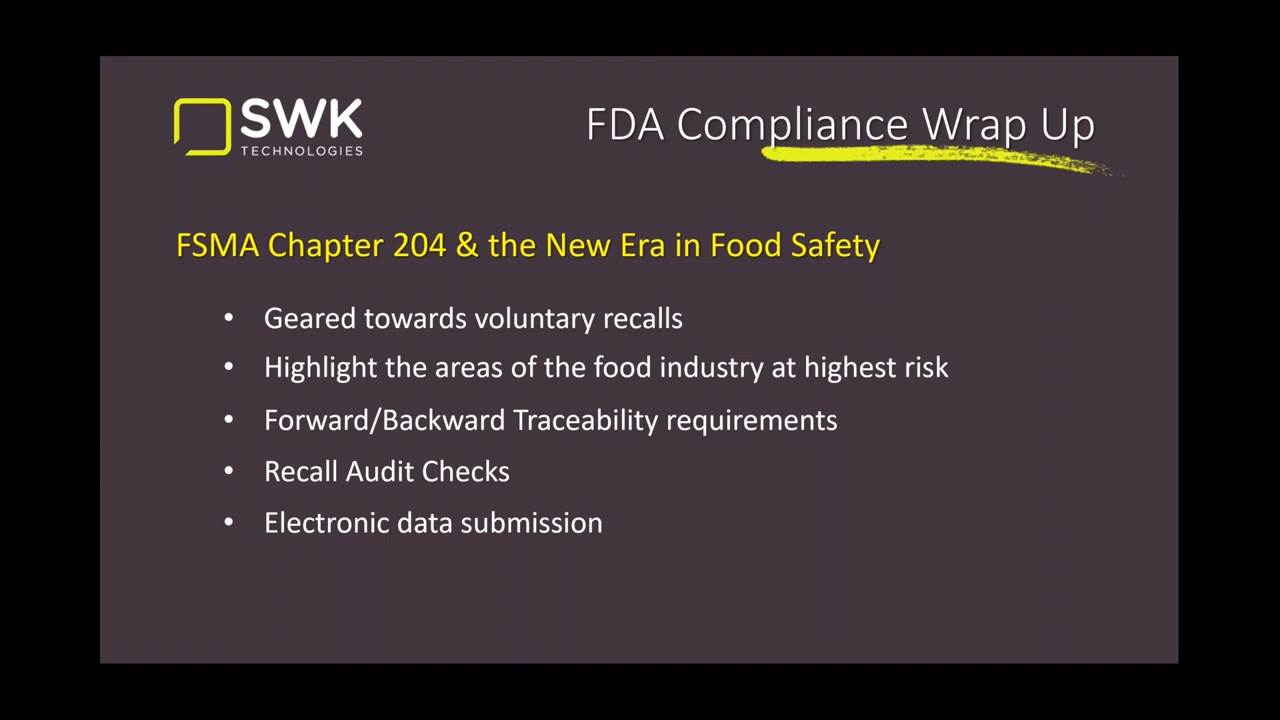 SWK
TECHNOLOGIES
FDA Compliance Wrap Up
FSMA Chapter 204 & the New Era in Food Safety
• Geared towards voluntary recalls
• Highlight the areas of the food industry at highest risk
• Forward/Backward Traceability requirements
• Recall Audit Checks
• Electronic data submission